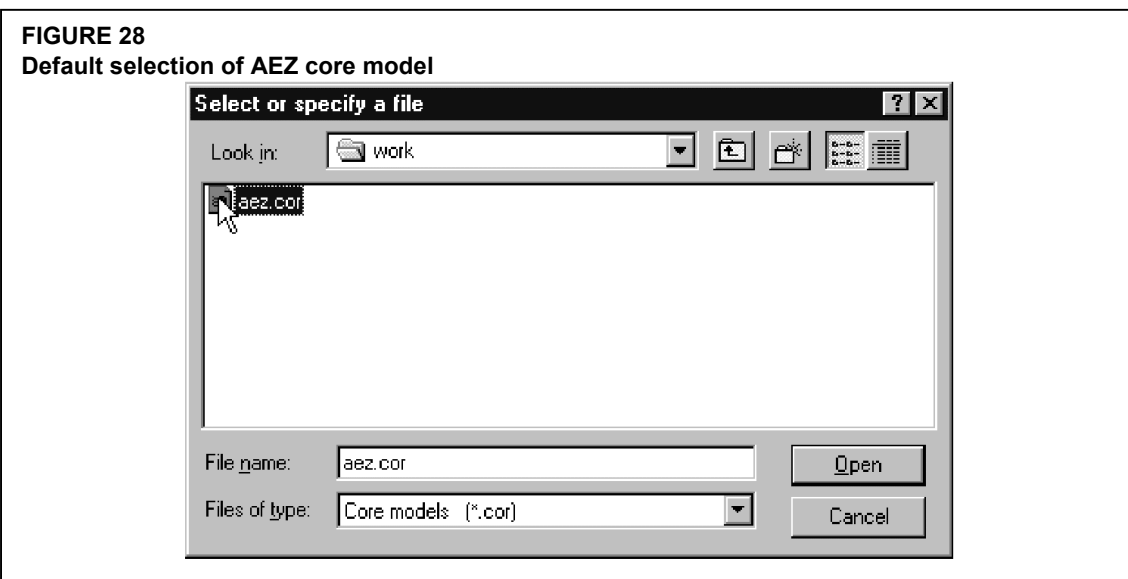 FIGURE 28
Default selection of AEZ core model
Select or specify a file
Look in: work
aez.cor
File name: aez.cor Open
Files of type: Core models (*.cor) Cancel